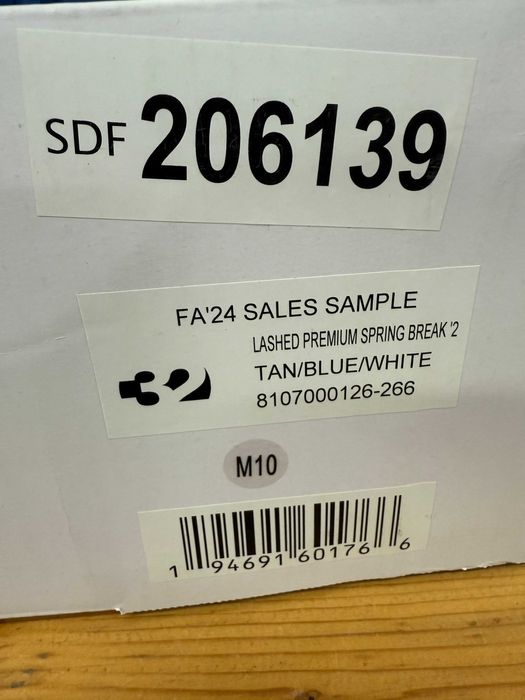 SDF 206139
FA'24 SALES SAMPLE
LASHED PREMIUM SPRING BREAK '2
32
TAN/BLUE/WHITE
8107000126-266
M10
1 94691 60176 6